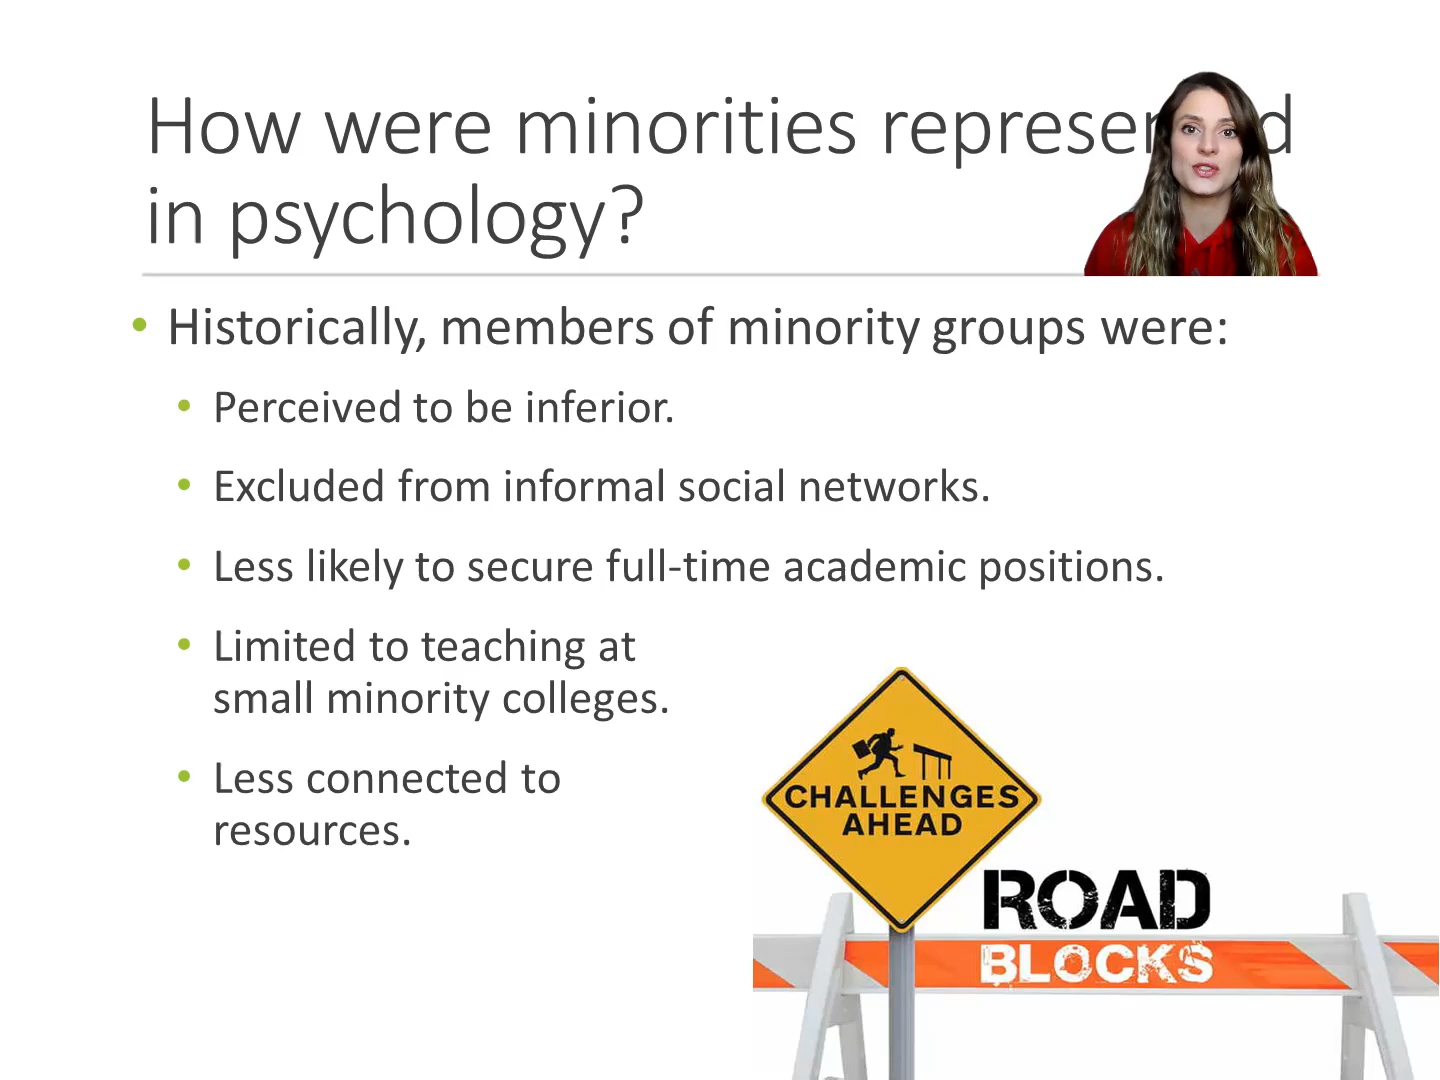 How were minorities
in psychology?
• Historically, members of minority groups were:
• Perceived to be inferior.
• Excluded from informal social networks.
• Less likely to secure full-time academic positions.
• Limited to teaching at
small minority colleges.
• Less connected to
resources.
CHALLENGES
AHEAD
ROAD
BLOCKS